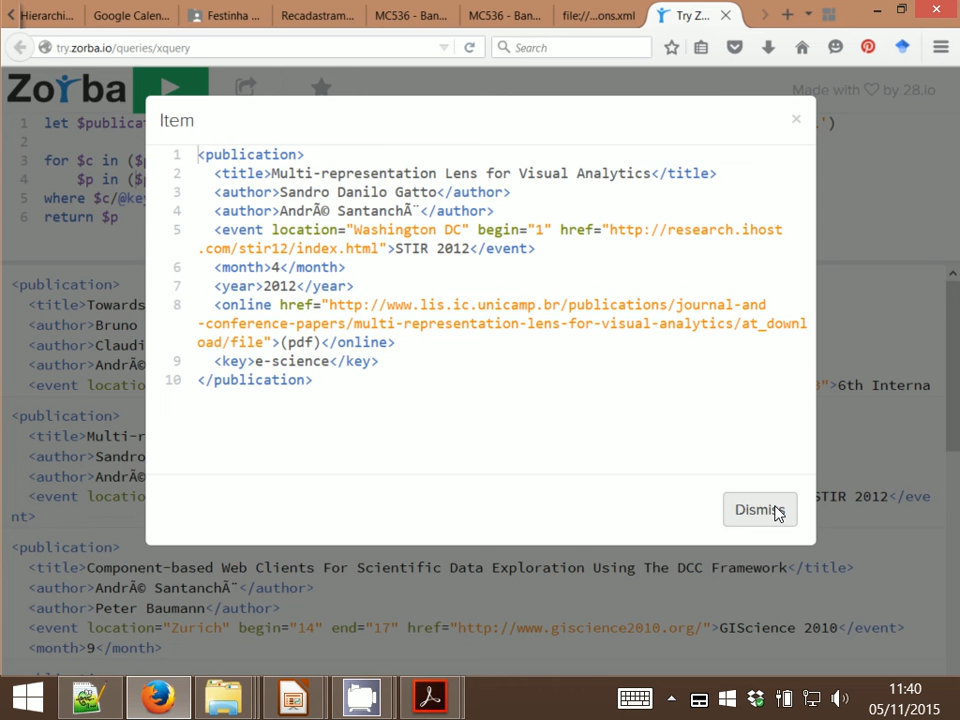 Hierarchi...
Google Calen...
Festinha ...
Recadastram...
MC536 - Ban...
MC536 - Ban...
file://...ons.xml
Try Z...
try.zorba.io/queries/xquery
Search
Zorba
Made with ♡ by 28.io
1 let $publica
')
2
3 for $c in ($p
4 $p in ($p
5 where $c/@key
6 return $p
Item
×
1 <publication>
2 <title>Multi-representation Lens for Visual Analytics</title>
3 <author>Sandro Danilo Gatto</author>
4 <author>AndrÃ© SantanchÃ¨</author>
5 <event location="Washington DC" begin="1" href="http://research.ihost
.com/stir12/index.html">STIR 2012</event>
6 <month>4</month>
7 <year>2012</year>
8 <online href="http://www.lis.ic.unicamp.br/publications/journal-and
-conference-papers/multi-representation-lens-for-visual-analytics/at_downl
oad/file">(pdf)</online>
9 <key>e-science</key>
10 </publication>
Dismiss
<publication>
<title>Towards
<author>Bruno
<author>Claudi
<author>AndrÃ©
<event locatio
3">6th Interna
<publication>
<title>Multi-r
<author>Sandro
<author>AndrÃ©
<event locatio
STIR 2012</eve
nt>
<publication>
<title>Component-based Web Clients For Scientific Data Exploration Using The DCC Framework</title>
<author>AndrÃ© SantanchÃ¨</author>
<author>Peter Baumann</author>
<event location="Zurich" begin="14" end="17" href="http://www.giscience2010.org/">GIScience 2010</event>
<month>9</month>
11:40
05/11/2015